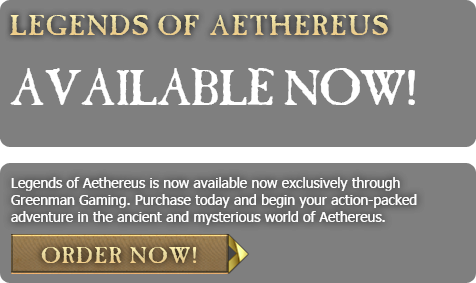 LEGENDS OF AETHEREUS
AVAILABLE NOW!
Legends of Aethereus is now available now exclusively through
Greenman Gaming. Purchase today and begin your action-packed
adventure in the ancient and mysterious world of Aethereus.
ORDER NOW!